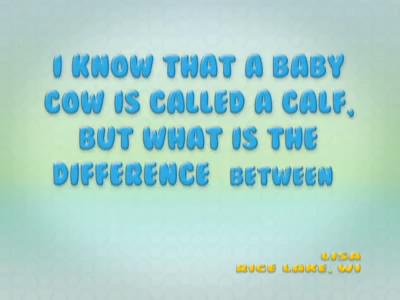 I KNOW THAT A BABY
COW IS CALLED A CALF,
BUT WHAT IS THE
DIFFERENCE BETWEEN
LISA
RICE LAKE, WI